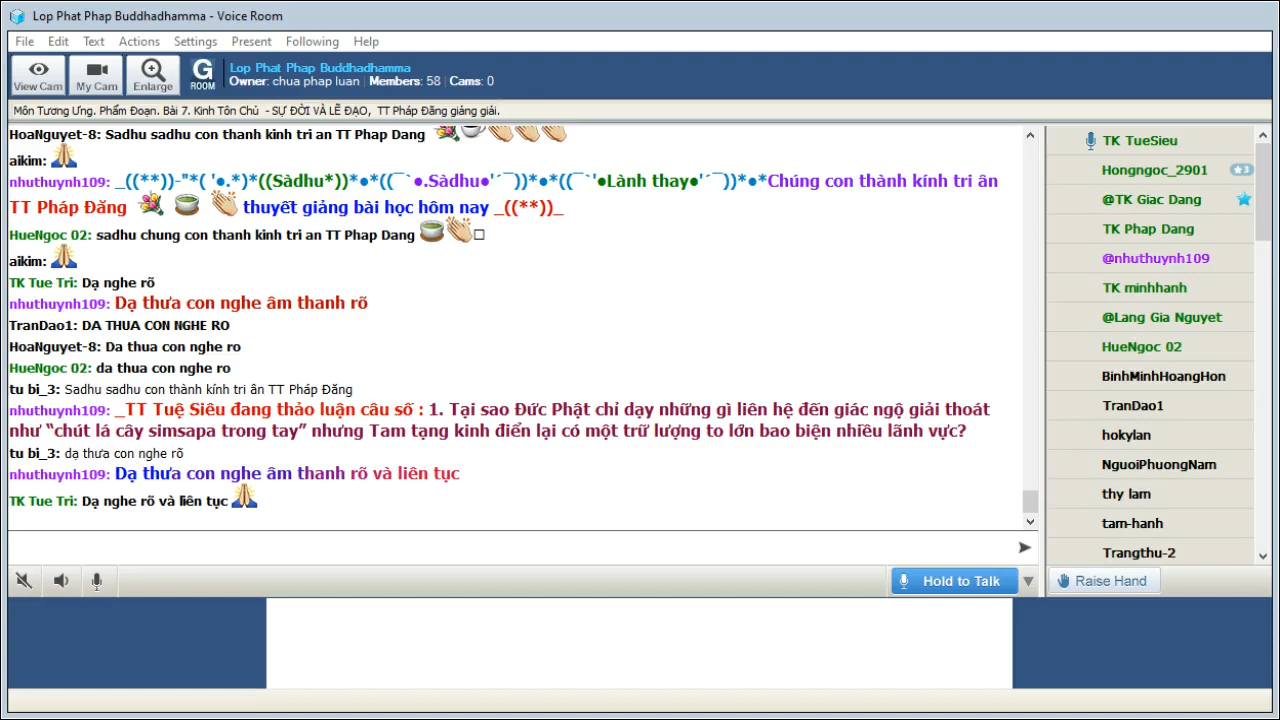 Lop Phat Phap Buddhadhamma - Voice Room
File Edit Text Actions Settings Present Following Help
View Cam My Cam Enlarge G ROOM
Lop Phat Phap Buddhadhamma
Owner: chua phap luan Members: 58 Cams: 0
Môn Tương Ưng. Phẩm Đoạn. Bài 7. Kinh Tôn Chủ - SỰ ĐỜI VÀ LẼ ĐẠO, TT Pháp Đăng giảng giải.
HoaNguyet-8: Sadhu sadhu con thanh kinh tri an TT Phap Dang
aikim:
nhuthuynh109: _((**))-"*( '●.*)*((Sàdhu*))*●*((¯`●.Sàdhu●'´¯))*●*((¯`'●Lành thay●'´¯))*●*Chúng con thành kính tri ân
TT Pháp Đăng thuyết giảng bài học hôm nay _((**))_
HueNgoc 02: sadhu chung con thanh kinh tri an TT Phap Dang
aikim:
TK Tue Tri: Dạ nghe rõ
nhuthuynh109: Dạ thưa con nghe âm thanh rõ
TranDao1: DA THUA CON NGHE RO
HoaNguyet-8: Da thua con nghe ro
HueNgoc 02: da thua con nghe ro
tu bi_3: Sadhu sadhu con thành kính tri ân TT Pháp Đăng
nhuthuynh109: _TT Tuệ Siêu đang thảo luận câu số : 1. Tại sao Đức Phật chỉ dạy những gì liên hệ đến giác ngộ giải thoát
như “chút lá cây simsapa trong tay” nhưng Tam tạng kinh điển lại có một trữ lượng to lớn bao biện nhiều lãnh vực?
tu bi_3: dạ thưa con nghe rõ
nhuthuynh109: Dạ thưa con nghe âm thanh rõ và liên tục
TK Tue Tri: Dạ nghe rõ và liên tục
Hold to Talk
TK TueSieu
Hongngoc_2901 3
@TK Giac Dang
TK Phap Dang
@nhuthuynh109
TK minhhanh
@Lang Gia Nguyet
HueNgoc 02
BinhMinhHoangHon
TranDao1
hokylan
NguoiPhuongNam
thy lam
tam-hanh
Trangthu-2
Raise Hand